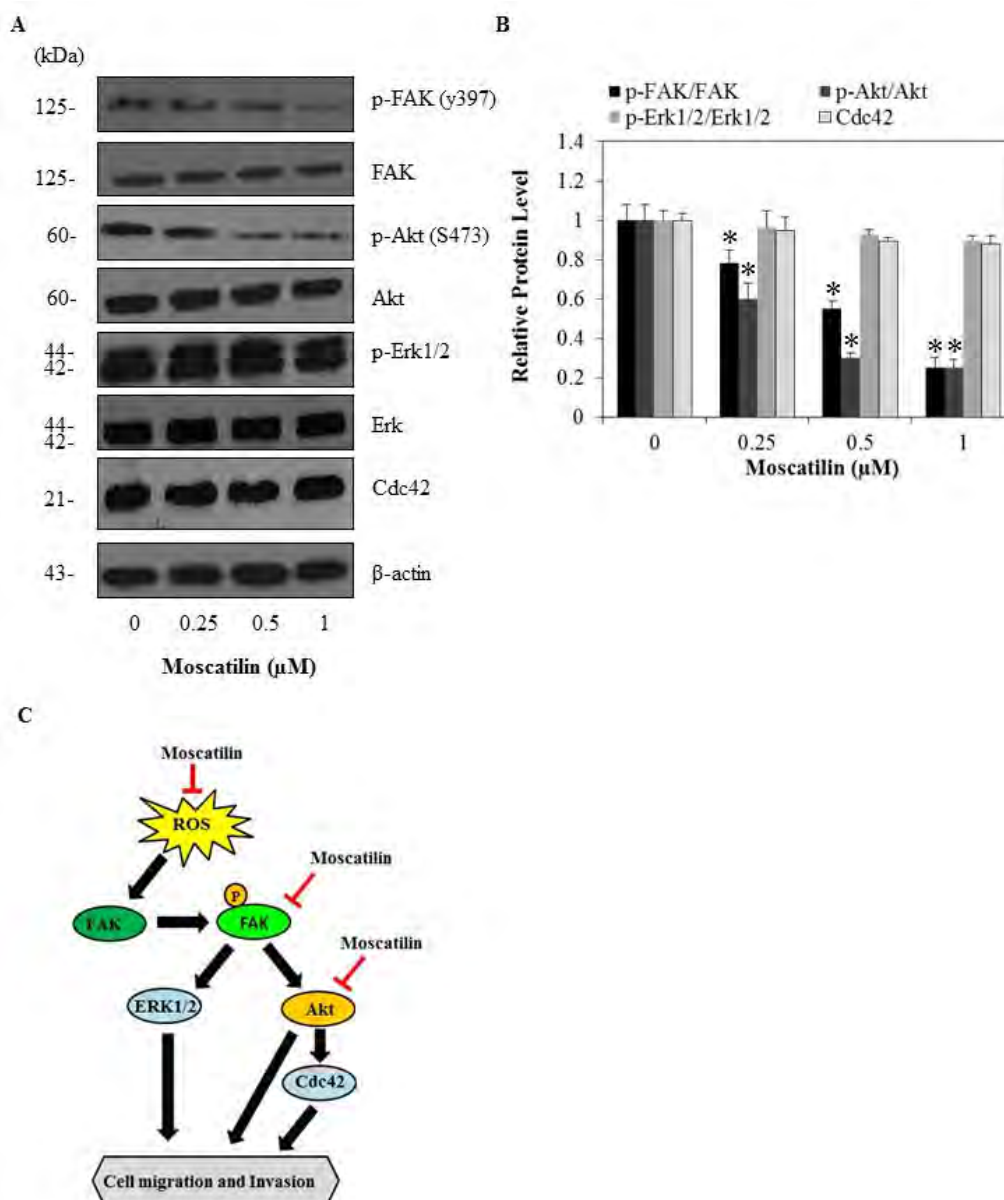 A
(kDa)
125- p-FAK (y397)
125- FAK
60- p-Akt (S473)
60- Akt
44- p-Erk1/2
42-
44- Erk
42-
21- Cdc42
43- β-actin
0 0.25 0.5 1
Moscatilin (µM)
B
p-FAK/FAK p-Akt/Akt
p-Erk1/2/Erk1/2 Cdc42
Relative Protein Level
1.4
1.2
1
0.8
0.6
0.4
0.2
0
* *
* *
* *
0 0.25 0.5 1
Moscatilin (µM)
C
Moscatilin
ROS
Moscatilin
P
FAK FAK
Moscatilin
ERK1/2 Akt
Cdc42
Cell migration and Invasion